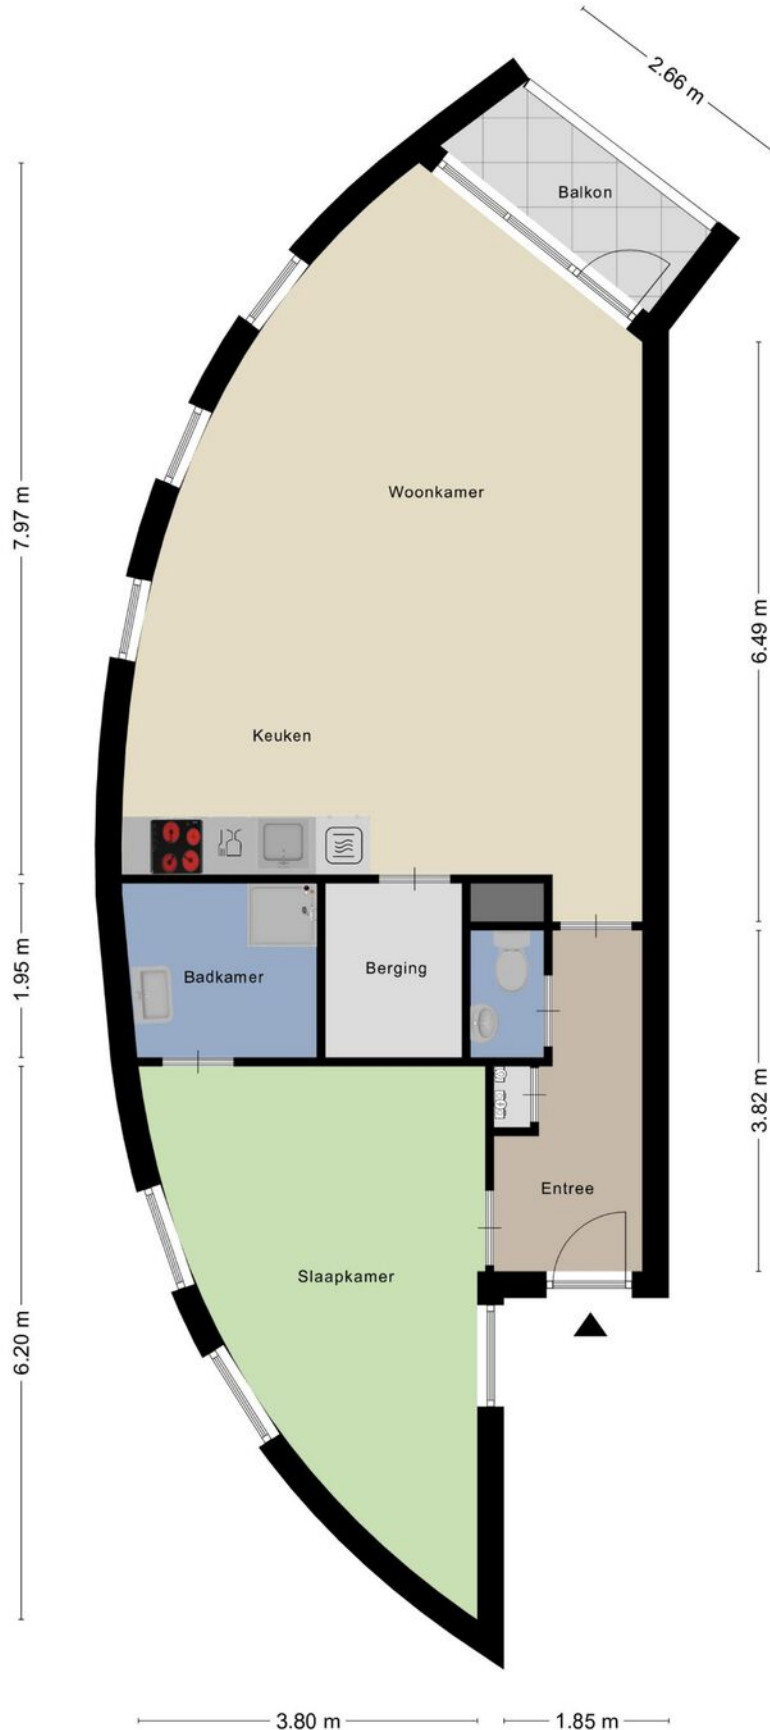 2.66 m
Balkon
Woonkamer
7.97 m
6.49 m
Keuken
Badkamer
Berging
1.95 m
3.82 m
Entree
Slaapkamer
6.20 m
3.80 m
1.85 m